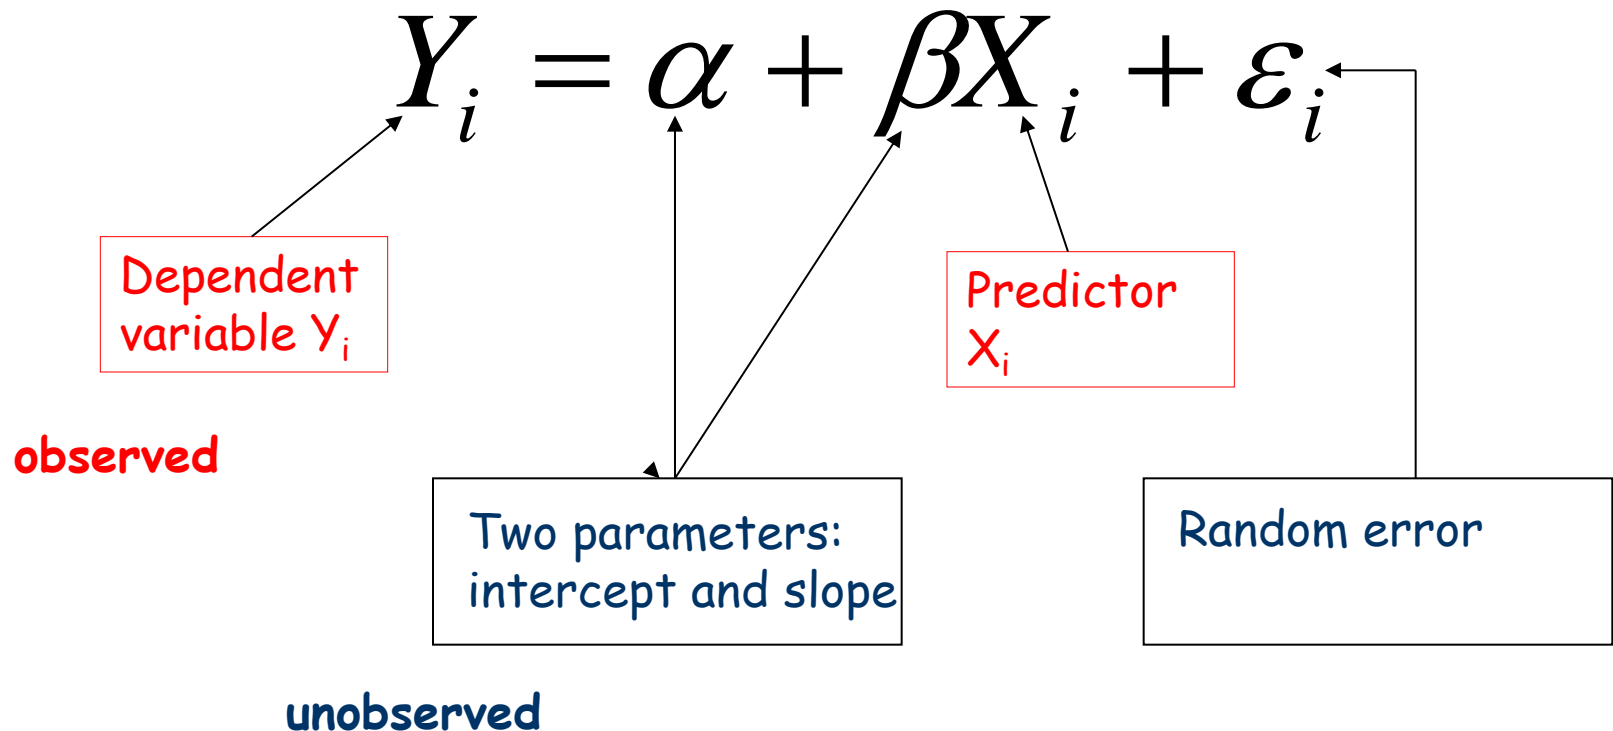 Yᵢ = α + βXᵢ + εᵢ
Dependent
variable Yᵢ
Predictor
Xᵢ
observed
Two parameters:
intercept and slope
Random error
unobserved